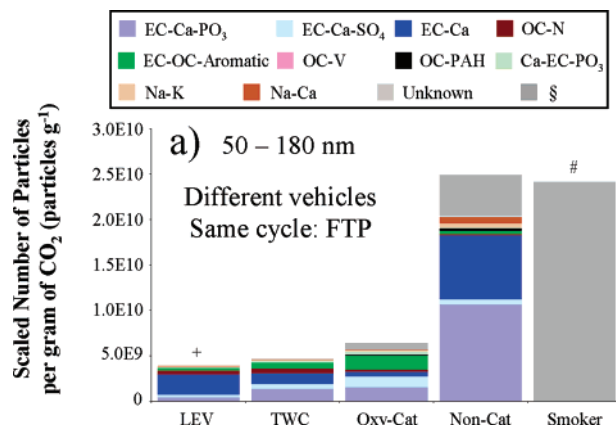 EC-Ca-PO₃ EC-Ca-SO₄ EC-Ca OC-N
EC-OC-Aromatic OC-V OC-PAH Ca-EC-PO₃
Na-K Na-Ca Unknown §
Scaled Number of Particles
per gram of CO₂ (particles g⁻¹)
3.0E10
2.5E10
2.0E10
1.5E10
1.0E10
5.0E9
0
a) 50 – 180 nm
Different vehicles
Same cycle: FTP
+
#
LEV TWC Oxy-Cat Non-Cat Smoker